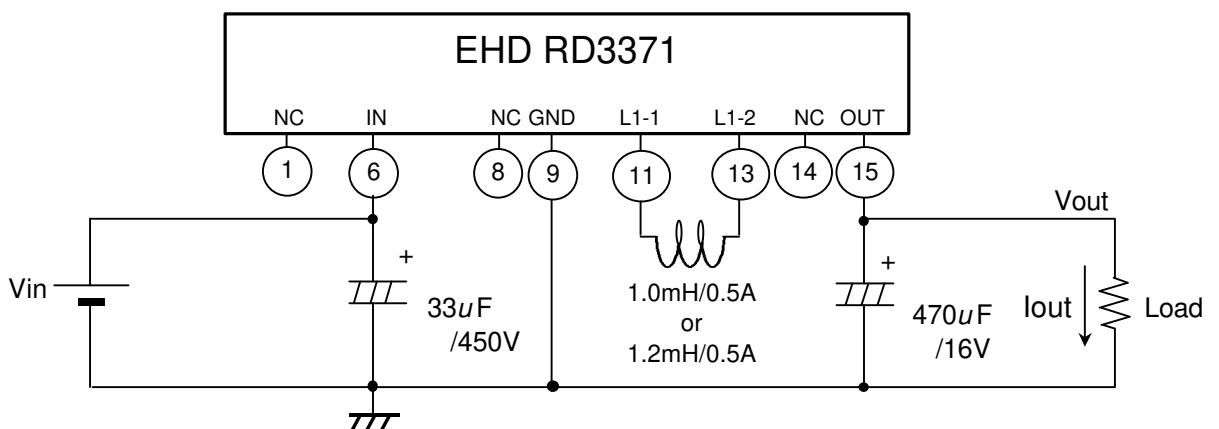 EHD RD3371
NC IN NC GND L1-1 L1-2 NC OUT
1 6 8 9 11 13 14 15
Vout
Vin
+
33uF
/450V
1.0mH/0.5A
or
1.2mH/0.5A
+
470uF
/16V
Iout
Load